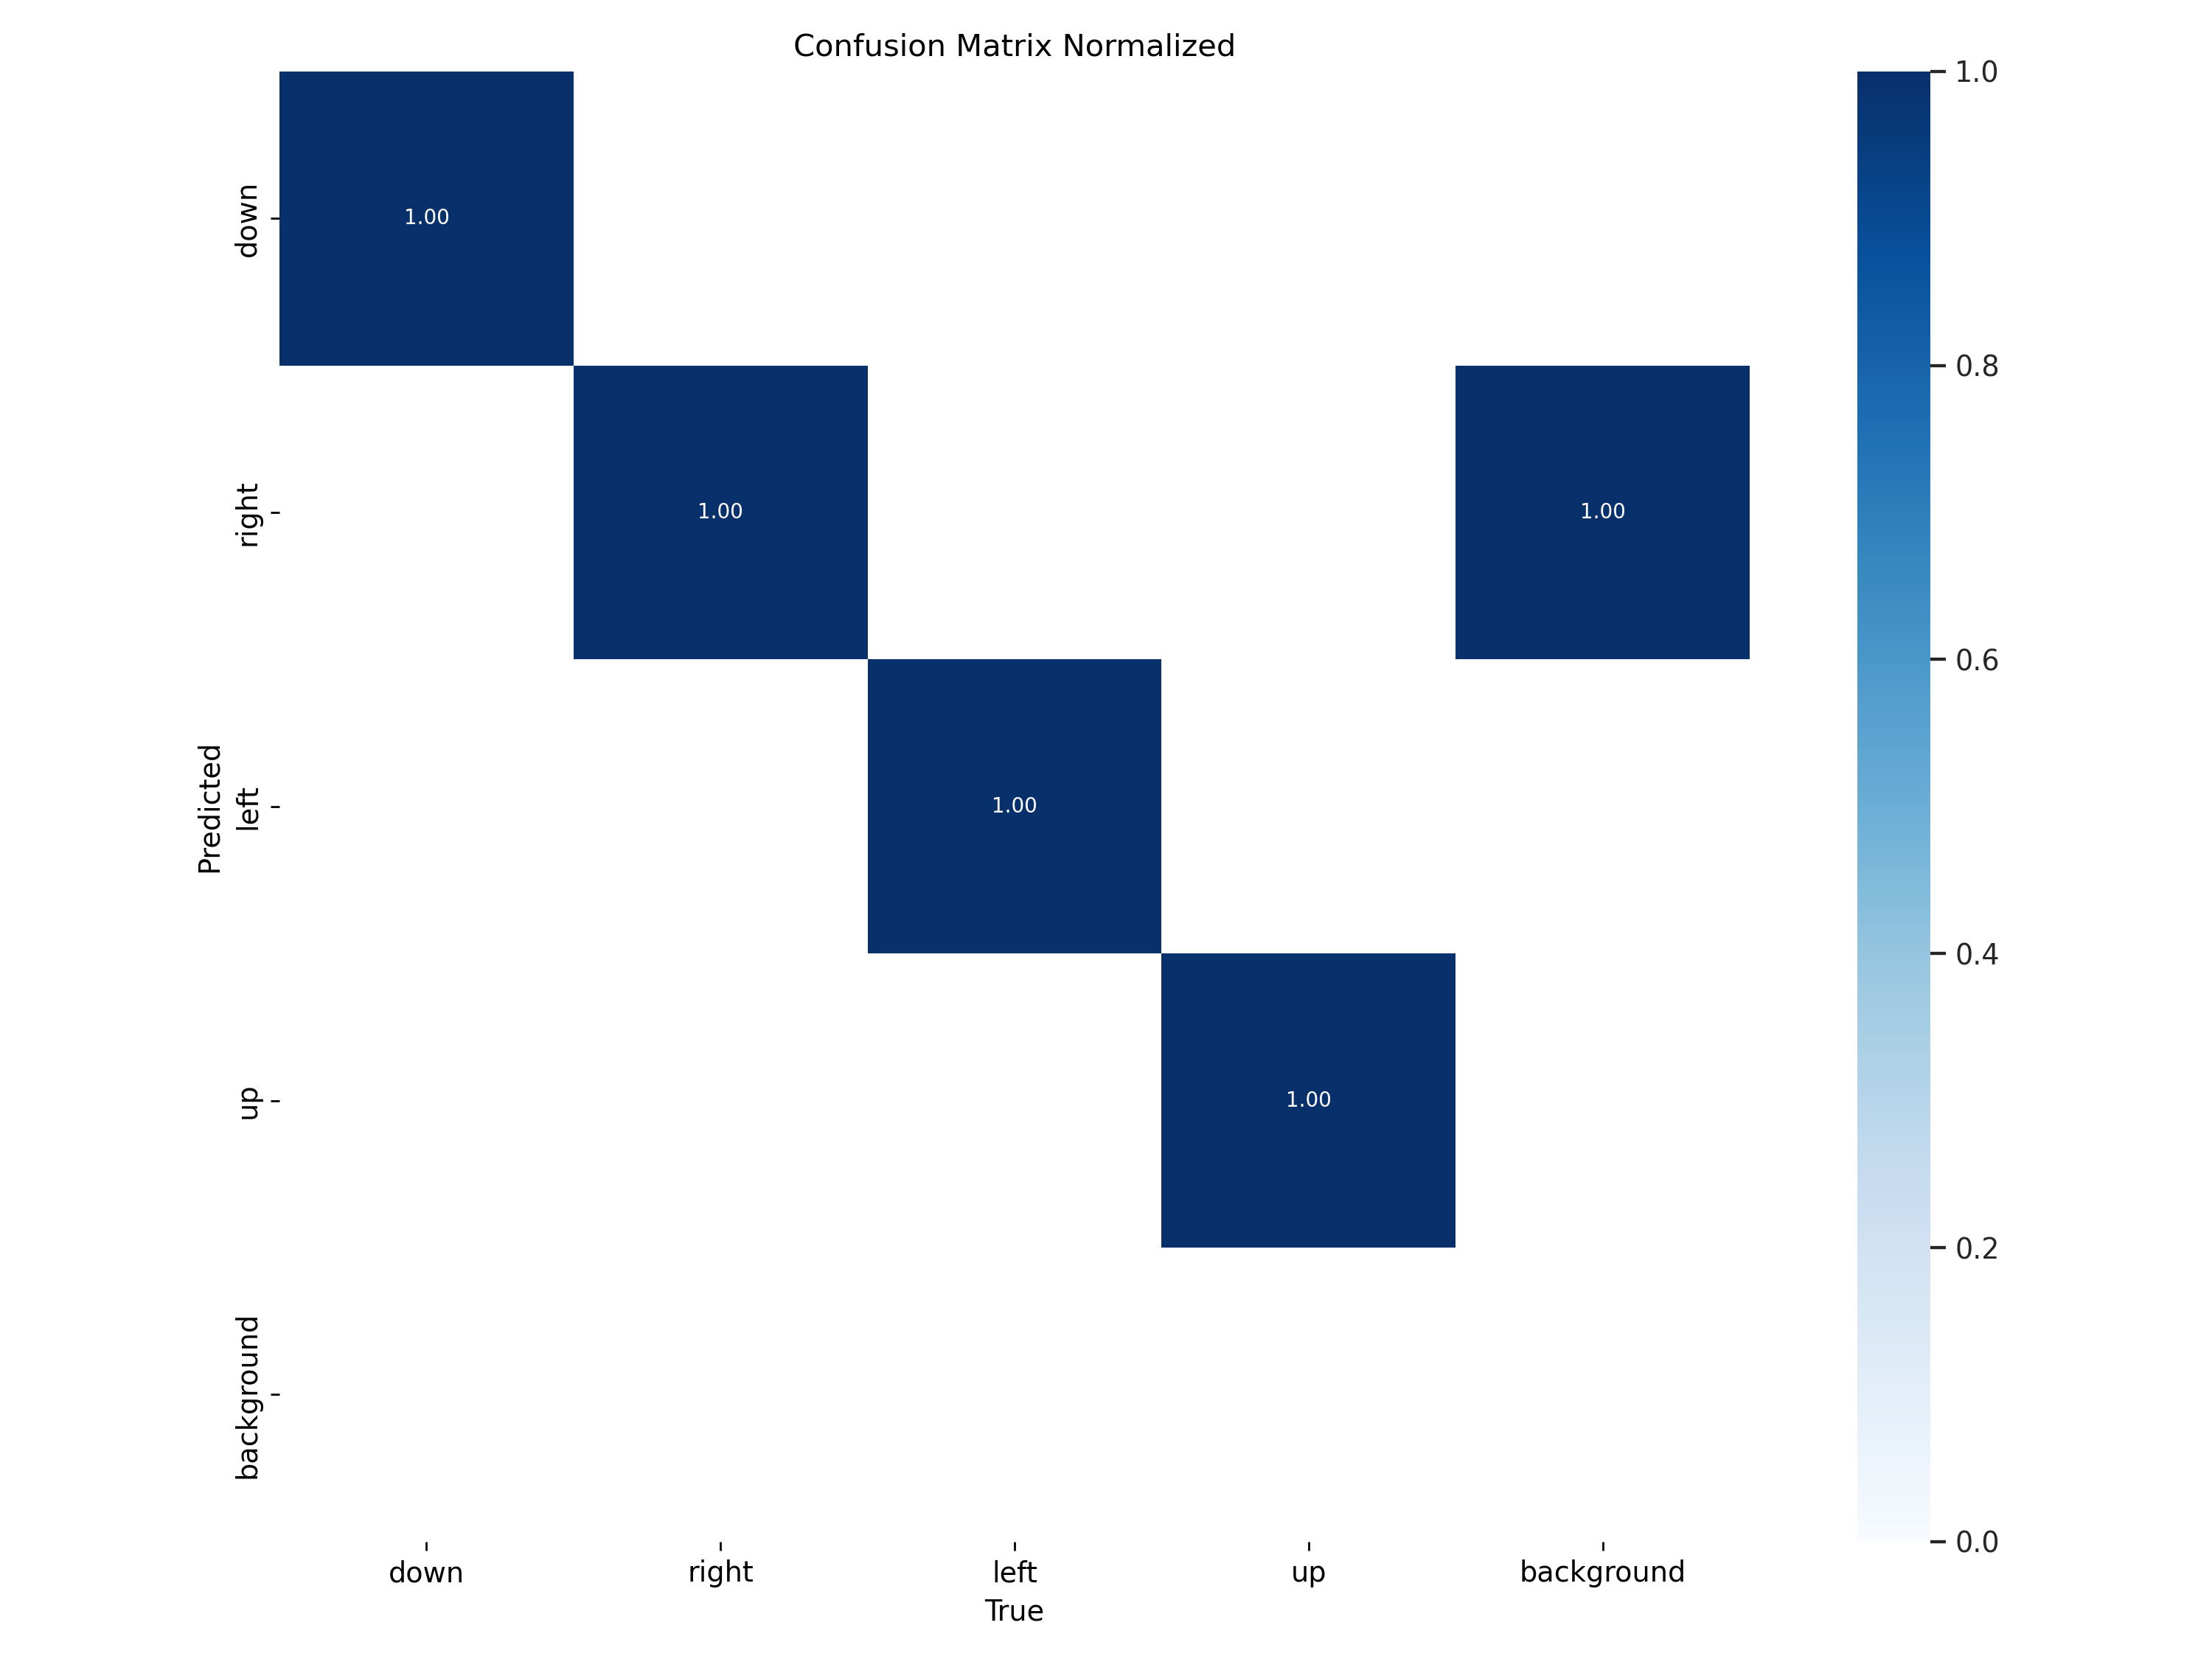 Confusion Matrix Normalized
1.00
1.00
1.00
1.00
1.00
down
right
left
up
background
Predicted
down
right
left
up
background
True
1.0
0.8
0.6
0.4
0.2
0.0